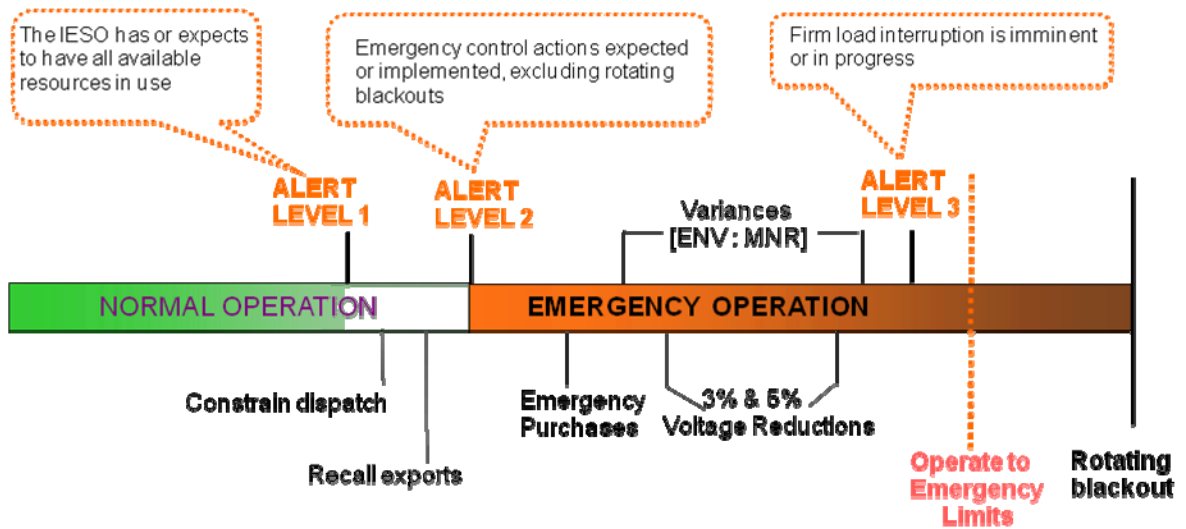 The IESO has or expects
to have all available
resources in use
Emergency control actions expected
or implemented, excluding rotating
blackouts
Firm load interruption is imminent
or in progress
ALERT
LEVEL 1
ALERT
LEVEL 2
Variances
[ENV : MNR]
ALERT
LEVEL 3
NORMAL OPERATION
EMERGENCY OPERATION
Constrain dispatch
Recall exports
Emergency
Purchases
3% & 5%
Voltage Reductions
Operate to
Emergency
Limits
Rotating
blackout